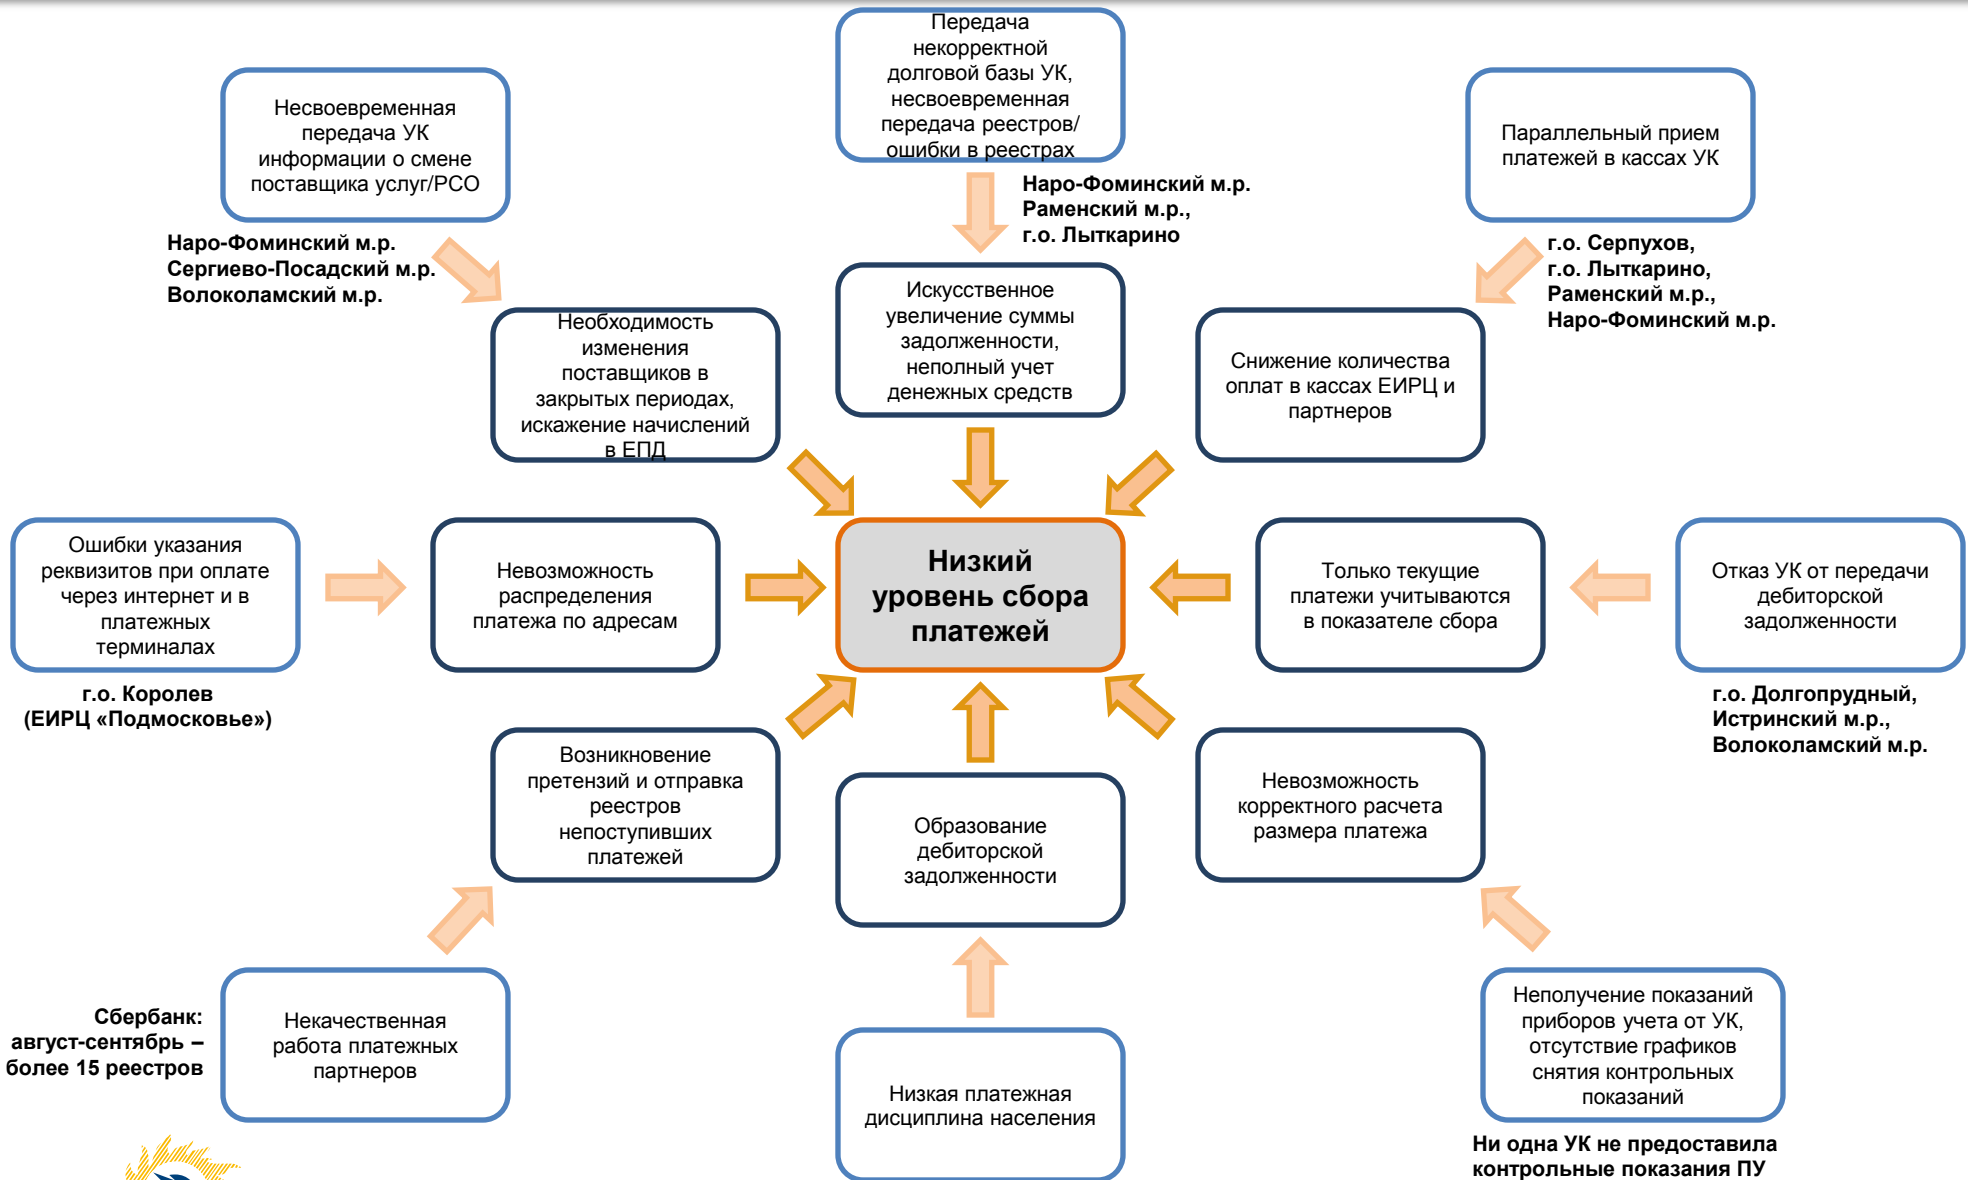 Передача
некорректной
долговой базы УК,
несвоевременная
передача реестров/
ошибки в реестрах
Несвоевременная
передача УК
информации о смене
поставщика услуг/РСО
Параллельный прием
платежей в кассах УК
Наро-Фоминский м.р.
Раменский м.р.,
г.о. Лыткарино
Наро-Фоминский м.р.
Сергиево-Посадский м.р.
Волоколамский м.р.
г.о. Серпухов,
г.о. Лыткарино,
Раменский м.р.,
Наро-Фоминский м.р.
Необходимость
изменения
поставщиков в
закрытых периодах,
искажение начислений
в ЕПД
Искусственное
увеличение суммы
задолженности,
неполный учет
денежных средств
Снижение количества
оплат в кассах ЕИРЦ и
партнеров
Ошибки указания
реквизитов при оплате
через интернет и в
платежных
терминалах
Невозможность
распределения
платежа по адресам
Низкий
уровень сбора
платежей
Только текущие
платежи учитываются
в показателе сбора
Отказ УК от передачи
дебиторской
задолженности
г.о. Королев
(ЕИРЦ «Подмосковье»)
г.о. Долгопрудный,
Истринский м.р.,
Волоколамский м.р.
Возникновение
претензий и отправка
реестров
непоступивших
платежей
Образование
дебиторской
задолженности
Невозможность
корректного расчета
размера платежа
Сбербанк:
август-сентябрь –
более 15 реестров
Некачественная
работа платежных
партнеров
Низкая платежная
дисциплина населения
Неполучение показаний
приборов учета от УК,
отсутствие графиков
снятия контрольных
показаний
Ни одна УК не предоставила
контрольные показания ПУ